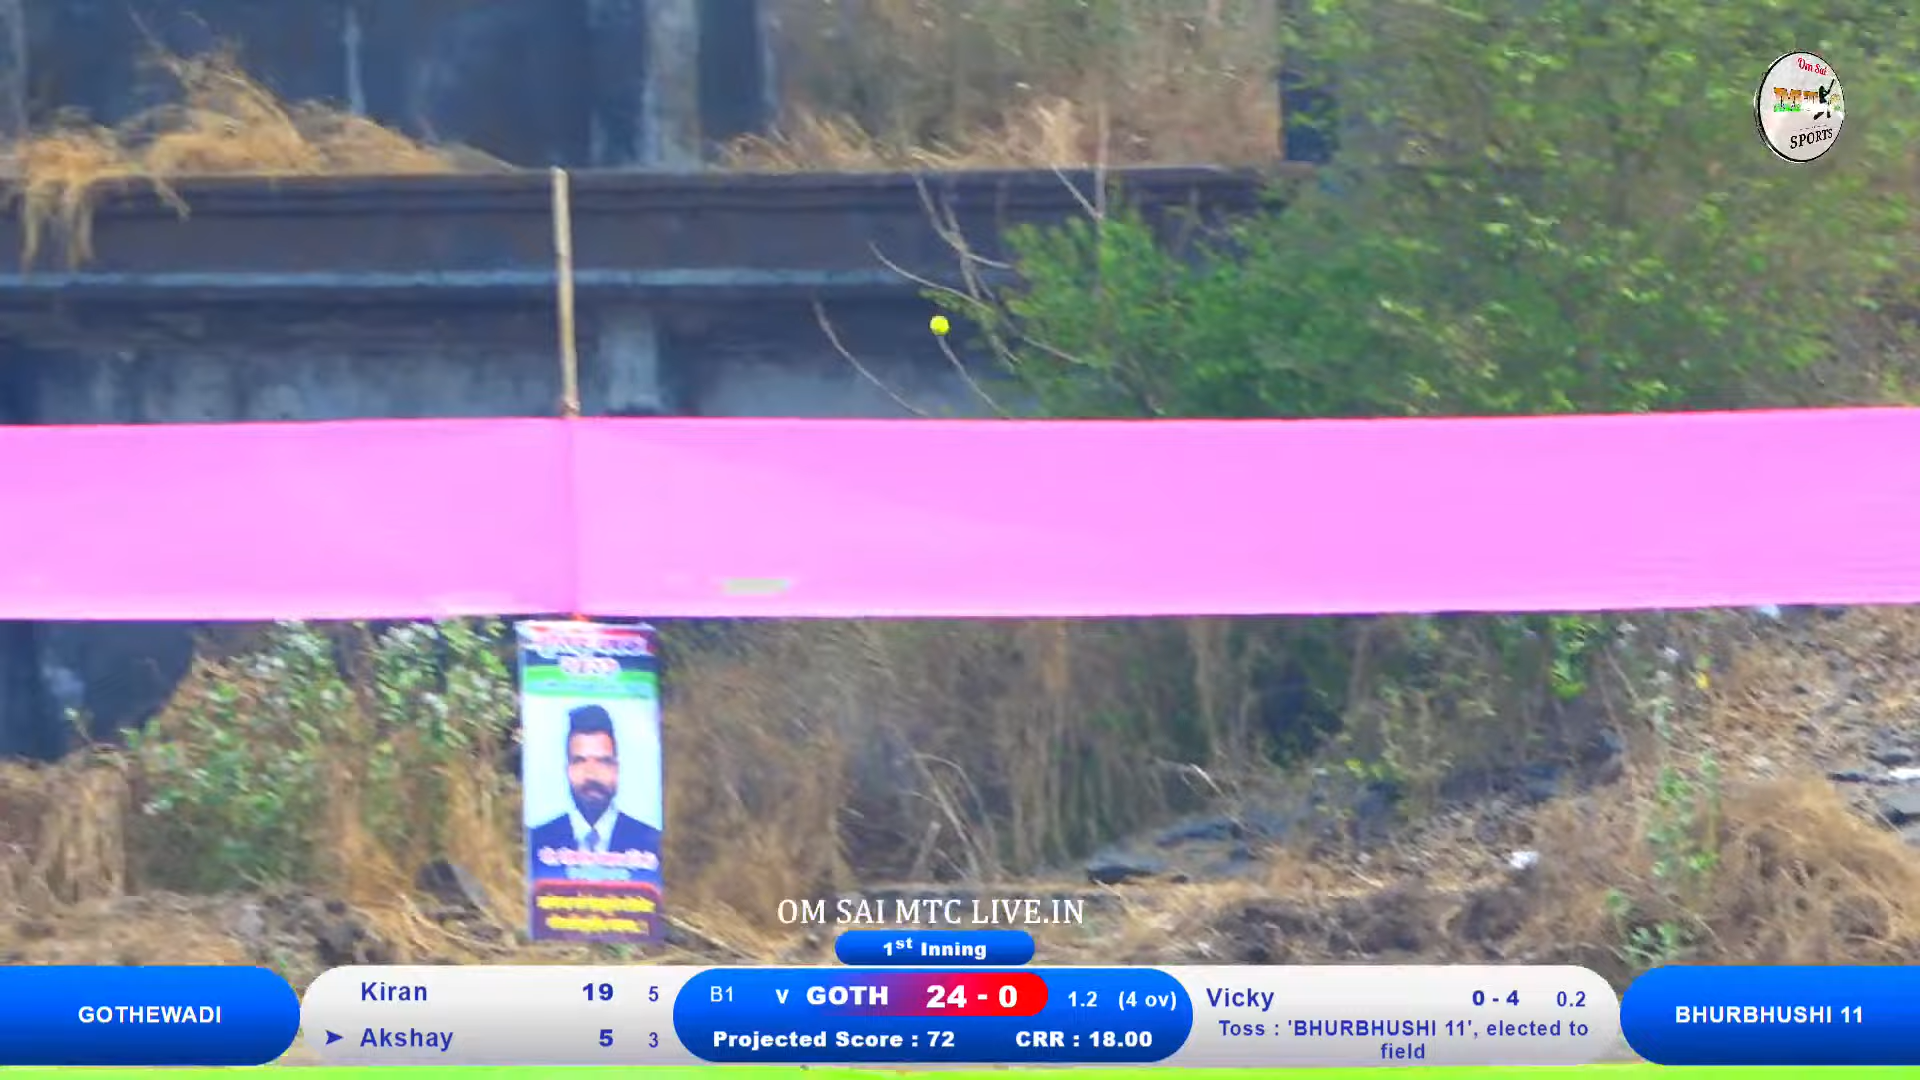 Om Sai
SPORTS
OM SAI MTC LIVE.IN
1st Inning
GOTHEWADI
Kiran 19 5
➤ Akshay 5 3
B1 v GOTH 24 - 0 1.2 (4 ov)
Projected Score : 72 CRR : 18.00
Vicky 0 - 4 0.2
Toss : 'BHURBHUSHI 11', elected to
field
BHURBHUSHI 11